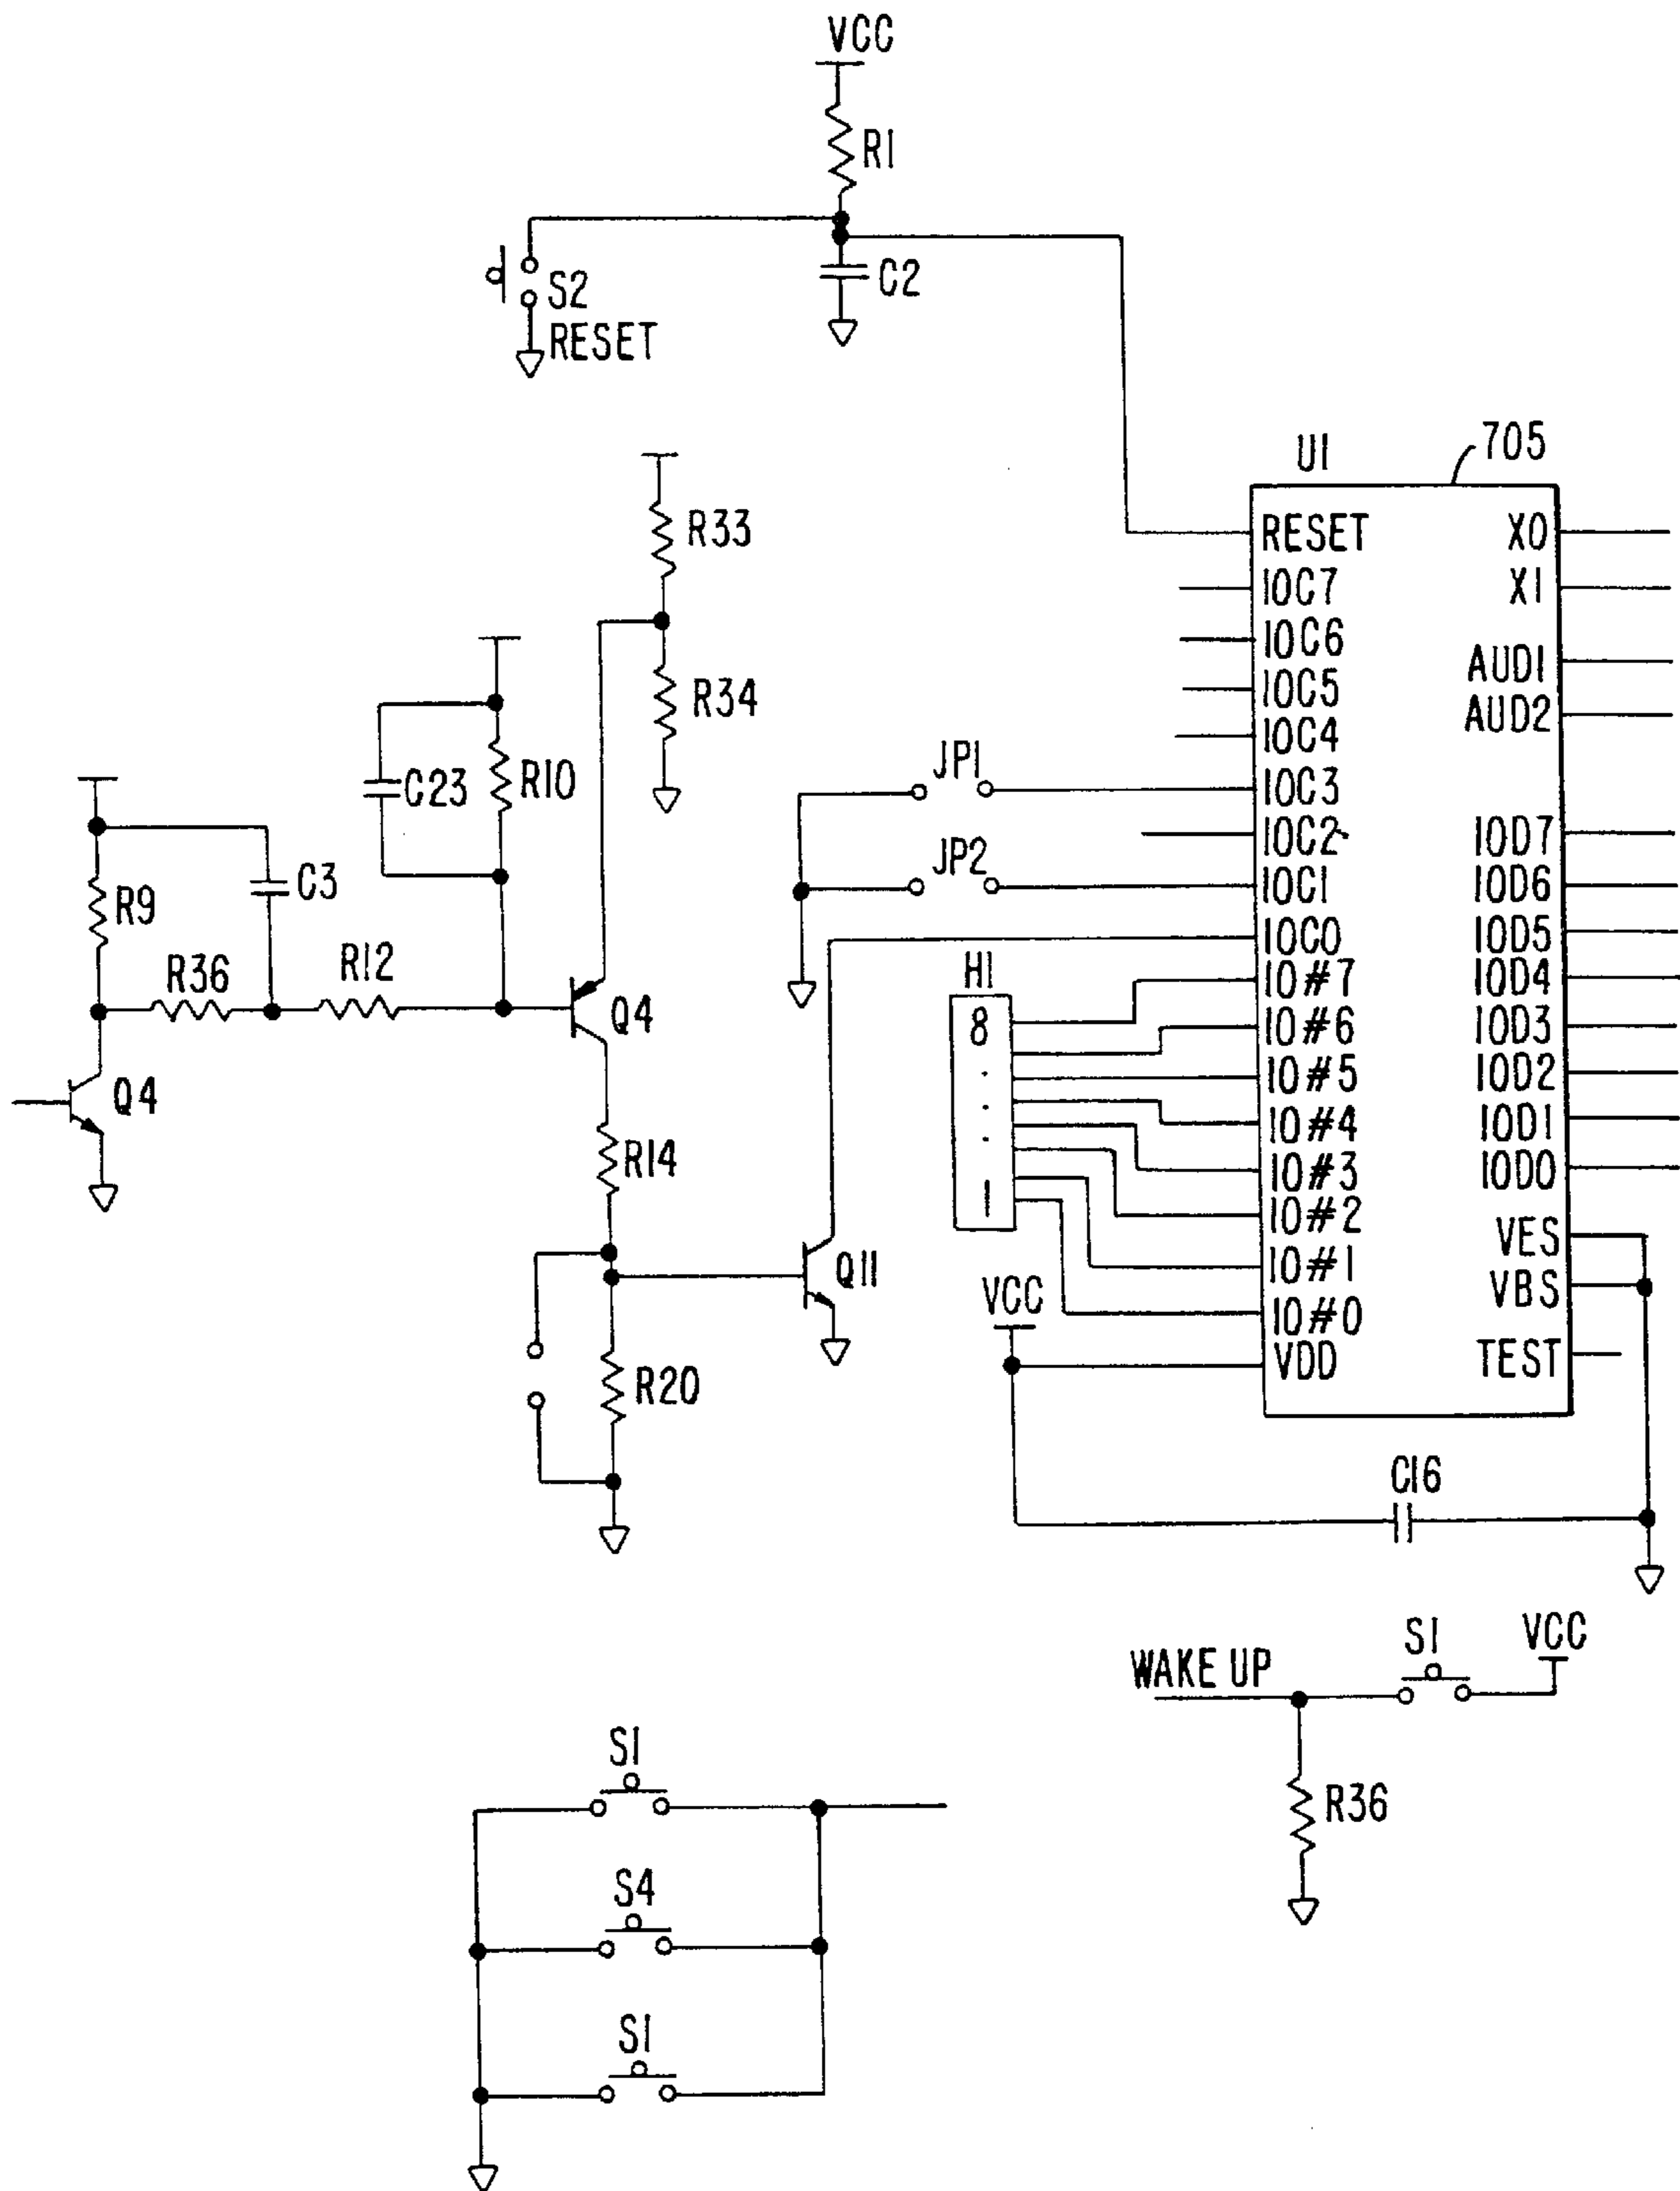 VCC
R1
C2
S2
RESET
U1
705
RESET
IOC7
IOC6
IOC5
IOC4
IOC3
IOC2
IOC1
IOC0
IO#7
IO#6
IO#5
IO#4
IO#3
IO#2
IO#1
IO#0
VDD
X0
X1
AUD1
AUD2
IOD7
IOD6
IOD5
IOD4
IOD3
IOD2
IOD1
IOD0
VES
VBS
TEST
R33
R34
C23
R10
R9
C3
R36
R12
Q4
Q4
R14
R20
Q11
JP1
JP2
H1
8
1
VCC
C16
WAKE UP
S1
VCC
R36
S1
S4
S1